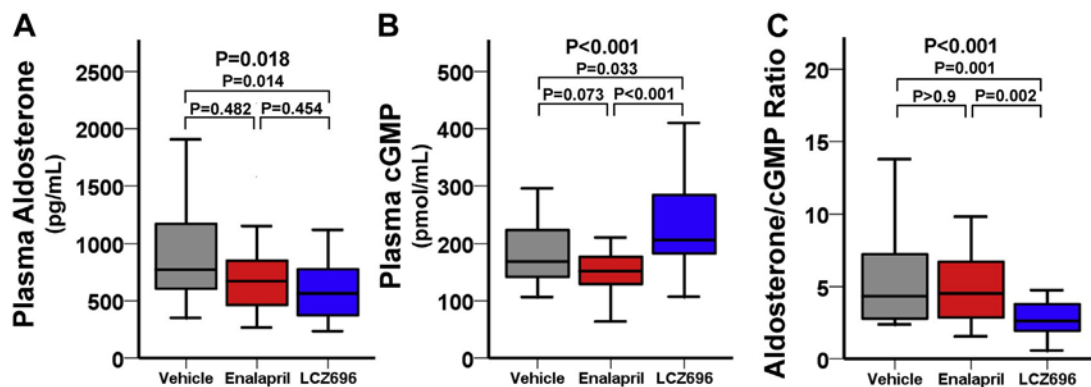 A
Plasma Aldosterone
(pg/mL)
P=0.018
P=0.014
P=0.482 P=0.454
2500
2000
1500
1000
500
0
Vehicle Enalapril LCZ696
B
Plasma cGMP
(pmol/mL)
P<0.001
P=0.033
P=0.073 P<0.001
500
400
300
200
100
0
Vehicle Enalapril LCZ696
C
Aldosterone/cGMP Ratio
P<0.001
P=0.001
P>0.9 P=0.002
20
15
10
5
0
Vehicle Enalapril LCZ696